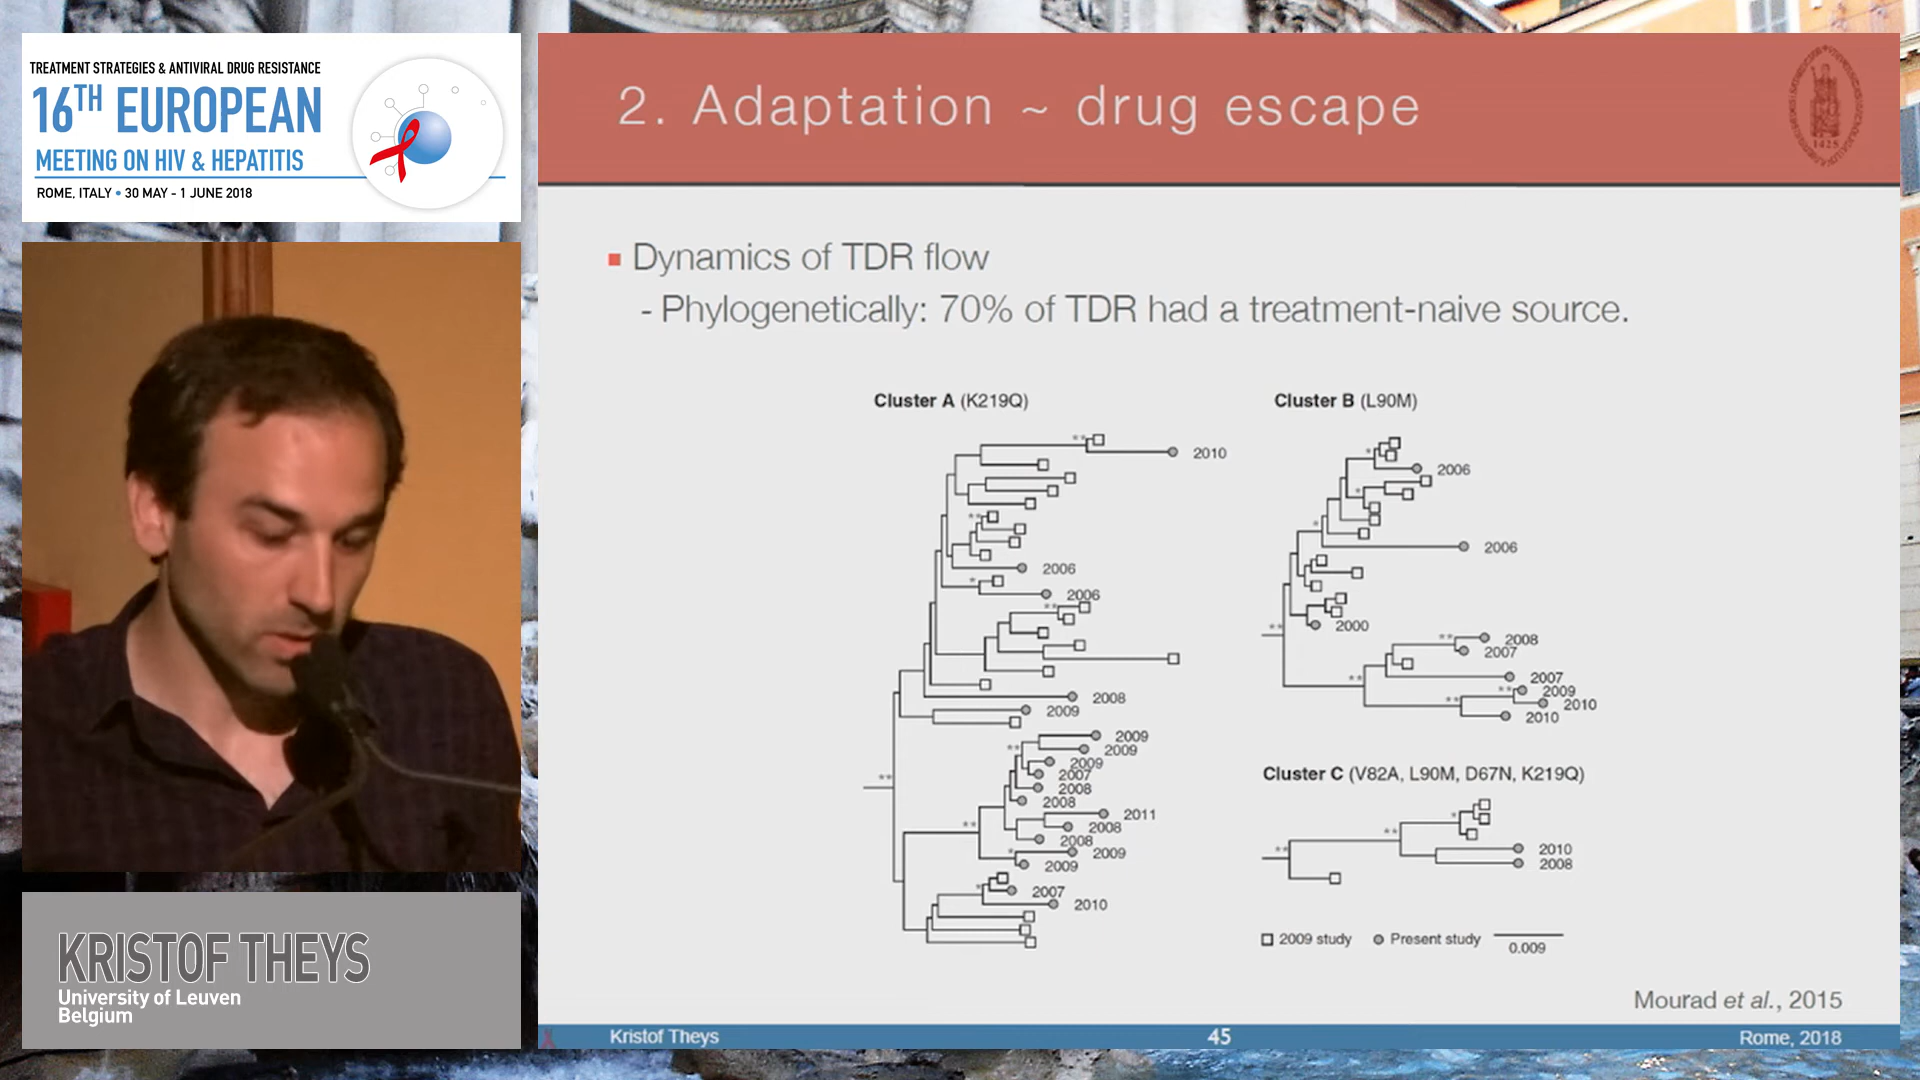 TREATMENT STRATEGIES & ANTIVIRAL DRUG RESISTANCE
16TH EUROPEAN
MEETING ON HIV & HEPATITIS
ROME, ITALY • 30 MAY - 1 JUNE 2018
KRISTOF THEYS
University of Leuven
Belgium
2. Adaptation ~ drug escape
1425
Dynamics of TDR flow
- Phylogenetically: 70% of TDR had a treatment-naive source.
Cluster A (K219Q)
**
2010
**
2006
*
2006
**
2008
2009
2009
**
2009
2009
2007
2008
2008
**
2011
2008
2008
*
2009
2009
**
*
2007
2010
Cluster B (L90M)
*
2006
*
*
2006
2000
**
**
2008
2007
**
2007
**
2009
**
2010
2010
Cluster C (V82A, L90M, D67N, K219Q)
*
**
**
2010
2008
2009 study
Present study
0.009
Mourad et al., 2015
Kristof Theys
45
Rome, 2018